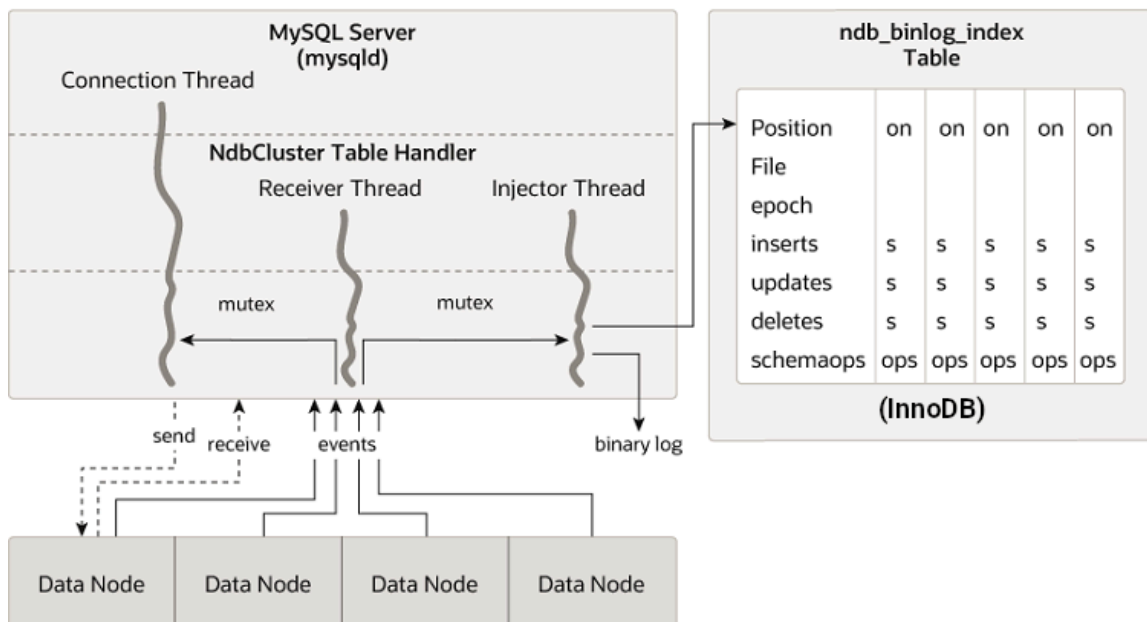 MySQL Server
(mysqld)
Connection Thread
NdbCluster Table Handler
Receiver Thread
Injector Thread
mutex
mutex
send
receive
events
binary log
Data Node
Data Node
Data Node
Data Node
ndb_binlog_index
Table
Position on on on on on
File
epoch
inserts s s s s s
updates s s s s s
deletes s s s s s
schemaops ops ops ops ops ops
(InnoDB)